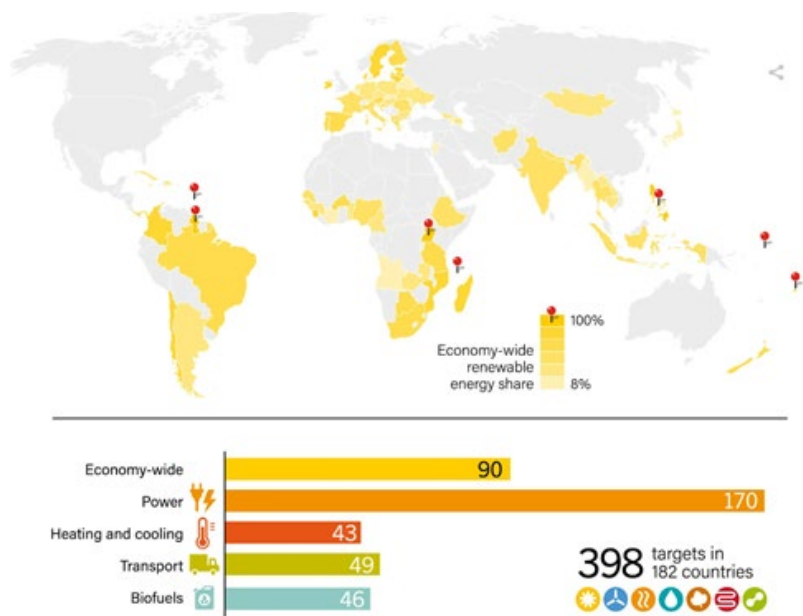 100%
Economy-wide
renewable
energy share
8%
Economy-wide
90
Power
170
Heating and cooling
43
Transport
49
Biofuels
46
398 targets in
182 countries